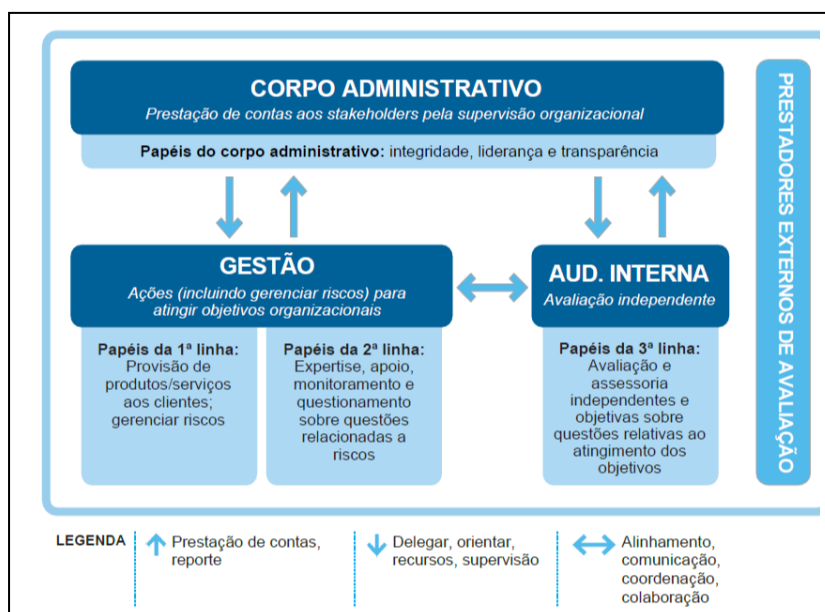 CORPO ADMINISTRATIVO
Prestação de contas aos stakeholders pela supervisão organizacional
Papéis do corpo administrativo: integridade, liderança e transparência
GESTÃO
Ações (incluindo gerenciar riscos) para
atingir objetivos organizacionais
Papéis da 1ª linha:
Provisão de
produtos/serviços
aos clientes;
gerenciar riscos
Papéis da 2ª linha:
Expertise, apoio,
monitoramento e
questionamento
sobre questões
relacionadas a
riscos
AUD. INTERNA
Avaliação independente
Papéis da 3ª linha:
Avaliação e
assessoria
independentes e
objetivas sobre
questões relativas ao
atingimento dos
objetivos
PRESTADORES EXTERNOS DE AVALIAÇÃO
LEGENDA
Prestação de contas,
reporte
Delegar, orientar,
recursos, supervisão
Alinhamento,
comunicação,
coordenação,
colaboração